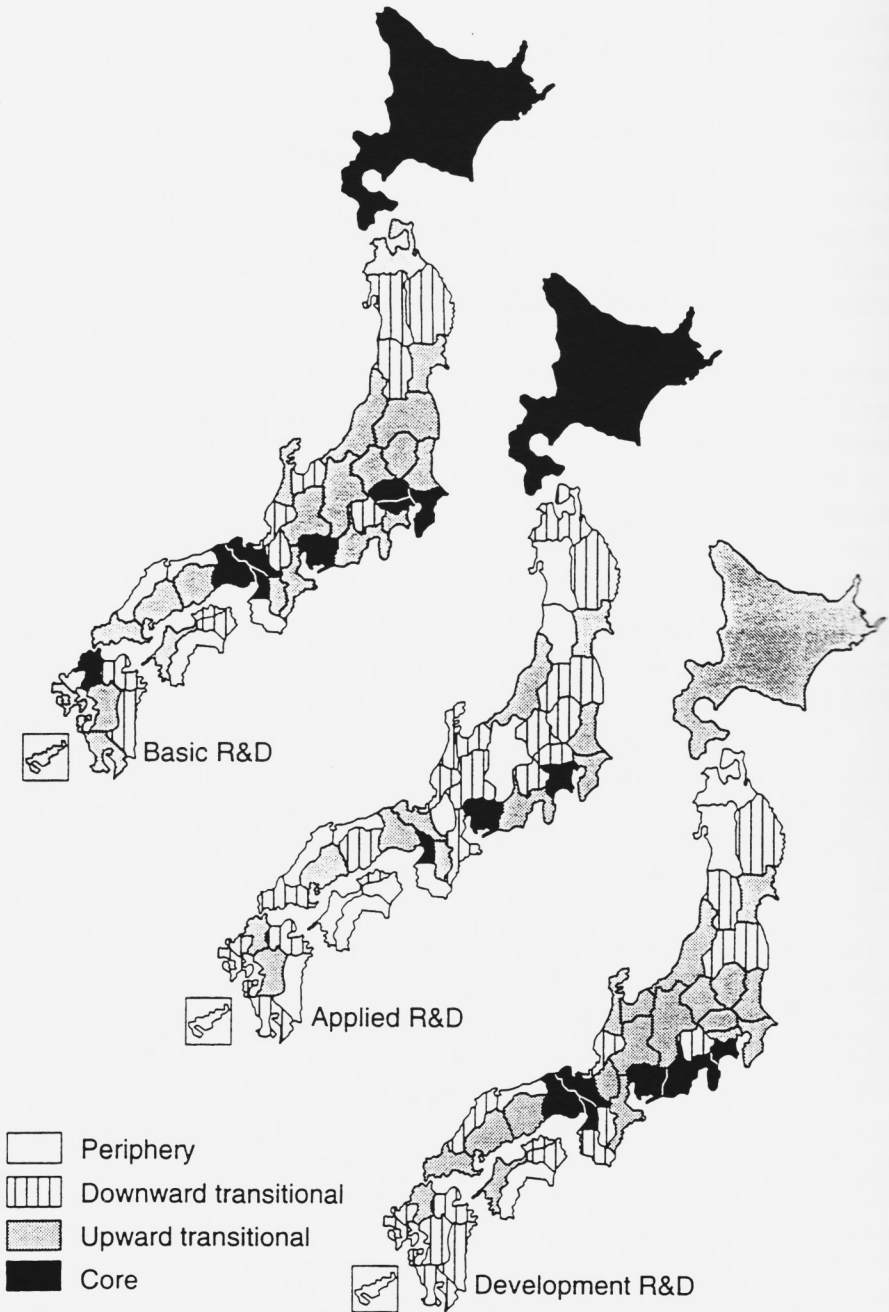 Basic R&D
Applied R&D
Periphery
Downward transitional
Upward transitional
Core
Development R&D